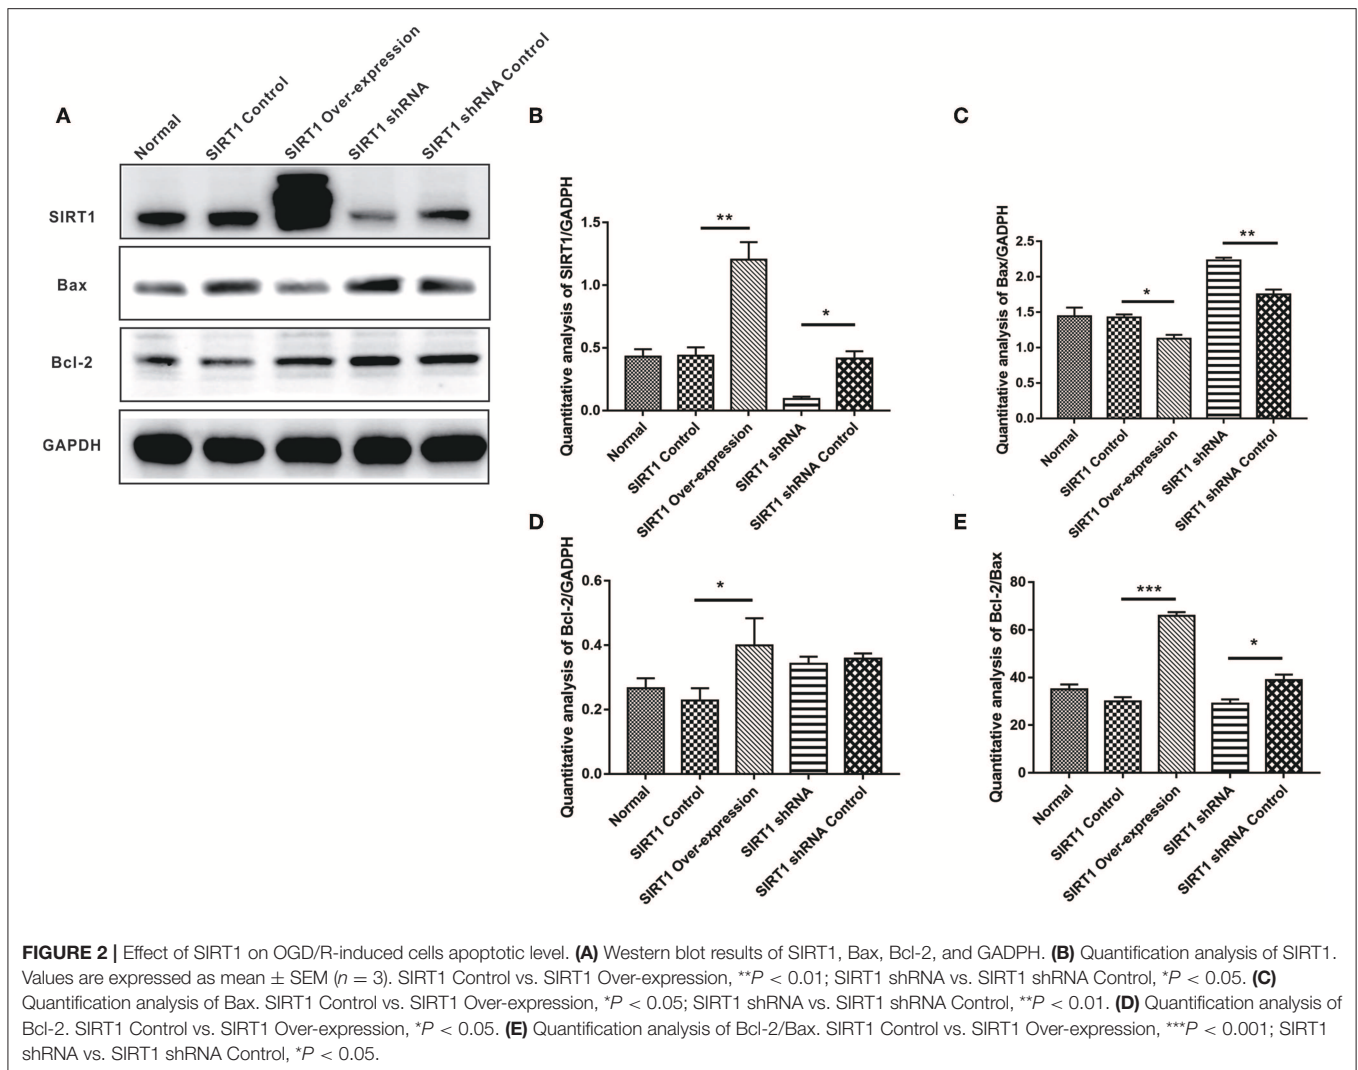 A
Normal
SIRT1 Control
SIRT1 Over-expression
SIRT1 shRNA
SIRT1 shRNA Control
SIRT1
Bax
Bcl-2
GAPDH
B
Quantitative analysis of SIRT1/GADPH
1.5
1.0
0.5
0.0
**
*
Normal
SIRT1 Control
SIRT1 Over-expression
SIRT1 shRNA
SIRT1 shRNA Control
C
Quantitative analysis of Bax/GADPH
2.5
2.0
1.5
1.0
0.5
0.0
*
**
Normal
SIRT1 Control
SIRT1 Over-expression
SIRT1 shRNA
SIRT1 shRNA Control
D
Quantitative analysis of Bcl-2/GADPH
0.6
0.4
0.2
0.0
*
Normal
SIRT1 Control
SIRT1 Over-expression
SIRT1 shRNA
SIRT1 shRNA Control
E
Quantitative analysis of Bcl-2/Bax
80
60
40
20
0
***
*
Normal
SIRT1 Control
SIRT1 Over-expression
SIRT1 shRNA
SIRT1 shRNA Control
FIGURE 2 | Effect of SIRT1 on OGD/R-induced cells apoptotic level. (A) Western blot results of SIRT1, Bax, Bcl-2, and GADPH. (B) Quantification analysis of SIRT1.
Values are expressed as mean ± SEM (n = 3). SIRT1 Control vs. SIRT1 Over-expression, **P < 0.01; SIRT1 shRNA vs. SIRT1 shRNA Control, *P < 0.05. (C)
Quantification analysis of Bax. SIRT1 Control vs. SIRT1 Over-expression, *P < 0.05; SIRT1 shRNA vs. SIRT1 shRNA Control, **P < 0.01. (D) Quantification analysis of
Bcl-2. SIRT1 Control vs. SIRT1 Over-expression, *P < 0.05. (E) Quantification analysis of Bcl-2/Bax. SIRT1 Control vs. SIRT1 Over-expression, ***P < 0.001; SIRT1
shRNA vs. SIRT1 shRNA Control, *P < 0.05.